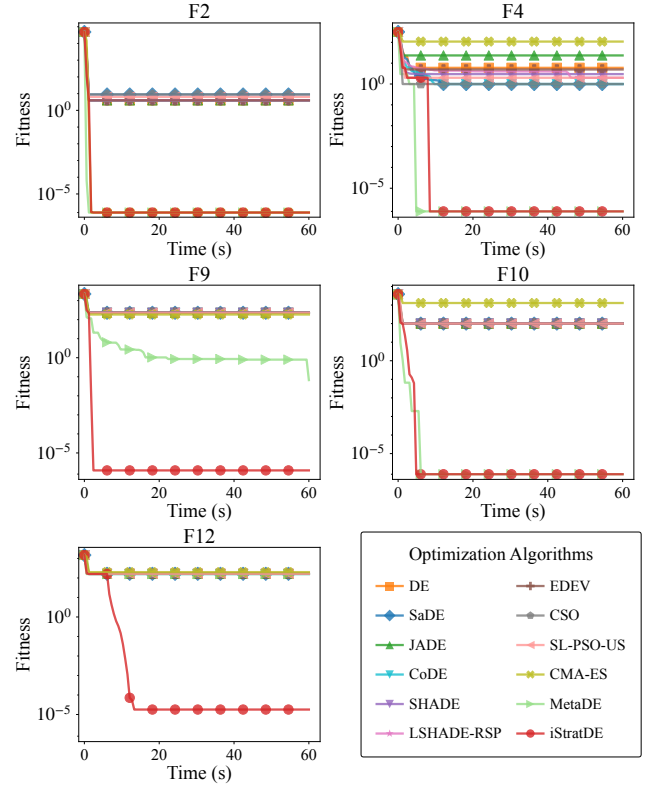 F2
Fitness
10^0
10^-5
0 20 40 60
Time (s)
F4
Fitness
10^0
10^-5
0 20 40 60
Time (s)
F9
Fitness
10^0
10^-5
0 20 40 60
Time (s)
F10
Fitness
10^0
10^-5
0 20 40 60
Time (s)
F12
Fitness
10^0
10^-5
0 20 40 60
Time (s)
Optimization Algorithms
DE
SaDE
JADE
CoDE
SHADE
LSHADE-RSP
EDEV
CSO
SL-PSO-US
CMA-ES
MetaDE
iStratDE